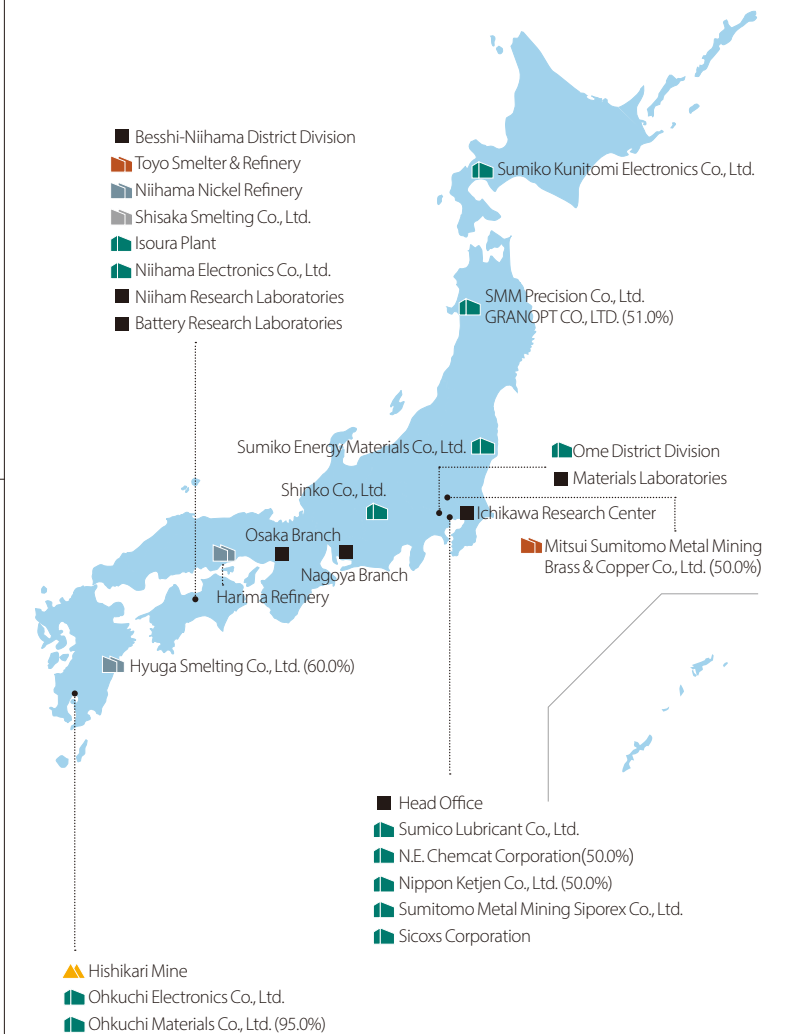 Besshi-Niihama District Division
Toyo Smelter & Refinery
Niihama Nickel Refinery
Shisaka Smelting Co., Ltd.
Isoura Plant
Niihama Electronics Co., Ltd.
Niiham Research Laboratories
Battery Research Laboratories
Sumiko Kunitomi Electronics Co., Ltd.
SMM Precision Co., Ltd.
GRANOPT CO., LTD. (51.0%)
Sumiko Energy Materials Co., Ltd.
Ome District Division
Materials Laboratories
Shinko Co., Ltd.
Ichikawa Research Center
Osaka Branch
Nagoya Branch
Mitsui Sumitomo Metal Mining
Brass & Copper Co., Ltd. (50.0%)
Harima Refinery
Hyuga Smelting Co., Ltd. (60.0%)
Head Office
Sumico Lubricant Co., Ltd.
N.E. Chemcat Corporation(50.0%)
Nippon Ketjen Co., Ltd. (50.0%)
Sumitomo Metal Mining Siporex Co., Ltd.
Sicoxs Corporation
Hishikari Mine
Ohkuchi Electronics Co., Ltd.
Ohkuchi Materials Co., Ltd. (95.0%)